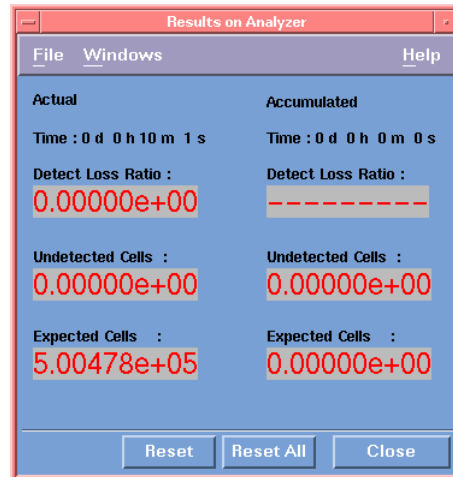 Results on Analyzer
File Windows Help
Actual
Time : 0 d 0 h 10 m 1 s
Detect Loss Ratio :
0.00000e+00
Undetected Cells :
0.00000e+00
Expected Cells :
5.00478e+05
Accumulated
Time : 0 d 0 h 0 m 0 s
Detect Loss Ratio :
---------
Undetected Cells :
0.00000e+00
Expected Cells :
0.00000e+00
Reset Reset All Close